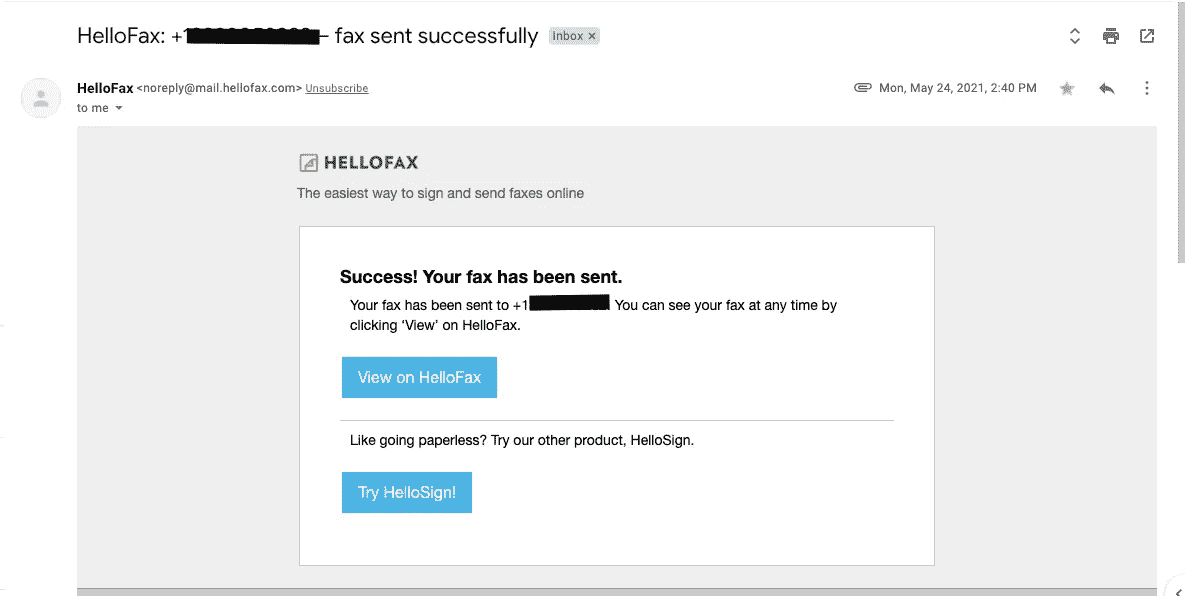 HelloFax: +1 – fax sent successfully Inbox ×
HelloFax <noreply@mail.hellofax.com> Unsubscribe Mon, May 24, 2021, 2:40 PM
to me
HELLOFAX
The easiest way to sign and send faxes online
Success! Your fax has been sent.
Your fax has been sent to +1 You can see your fax at any time by
clicking ‘View’ on HelloFax.
View on HelloFax
Like going paperless? Try our other product, HelloSign.
Try HelloSign!